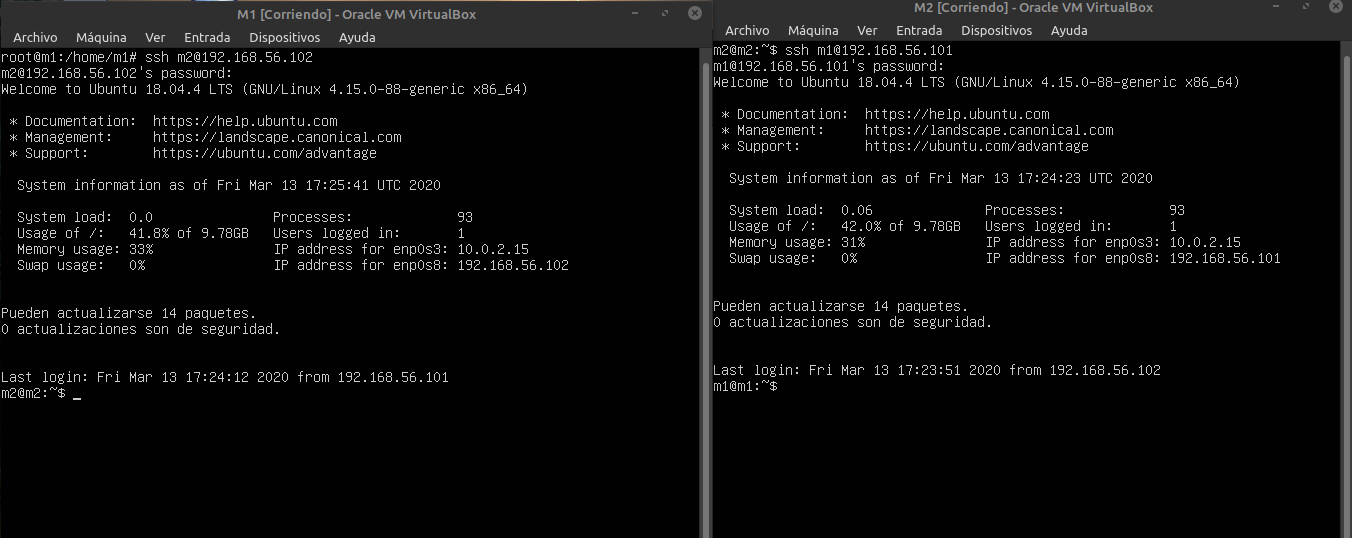 M1 [Corriendo] - Oracle VM VirtualBox
Archivo Máquina Ver Entrada Dispositivos Ayuda
root@m1:/home/m1# ssh m2@192.168.56.102
m2@192.168.56.102's password:
Welcome to Ubuntu 18.04.4 LTS (GNU/Linux 4.15.0-88-generic x86_64)
* Documentation: https://help.ubuntu.com
* Management: https://landscape.canonical.com
* Support: https://ubuntu.com/advantage
System information as of Fri Mar 13 17:25:41 UTC 2020
System load: 0.0 Processes: 93
Usage of /: 41.8% of 9.78GB Users logged in: 1
Memory usage: 33% IP address for enp0s3: 10.0.2.15
Swap usage: 0% IP address for enp0s8: 192.168.56.102
Pueden actualizarse 14 paquetes.
0 actualizaciones son de seguridad.
Last login: Fri Mar 13 17:24:12 2020 from 192.168.56.101
m2@m2:~$ _
M2 [Corriendo] - Oracle VM VirtualBox
Archivo Máquina Ver Entrada Dispositivos Ayuda
m2@m2:~$ ssh m1@192.168.56.101
m1@192.168.56.101's password:
Welcome to Ubuntu 18.04.4 LTS (GNU/Linux 4.15.0-88-generic x86_64)
* Documentation: https://help.ubuntu.com
* Management: https://landscape.canonical.com
* Support: https://ubuntu.com/advantage
System information as of Fri Mar 13 17:24:23 UTC 2020
System load: 0.06 Processes: 93
Usage of /: 42.0% of 9.78GB Users logged in: 1
Memory usage: 31% IP address for enp0s3: 10.0.2.15
Swap usage: 0% IP address for enp0s8: 192.168.56.101
Pueden actualizarse 14 paquetes.
0 actualizaciones son de seguridad.
Last login: Fri Mar 13 17:23:51 2020 from 192.168.56.102
m1@m1:~$